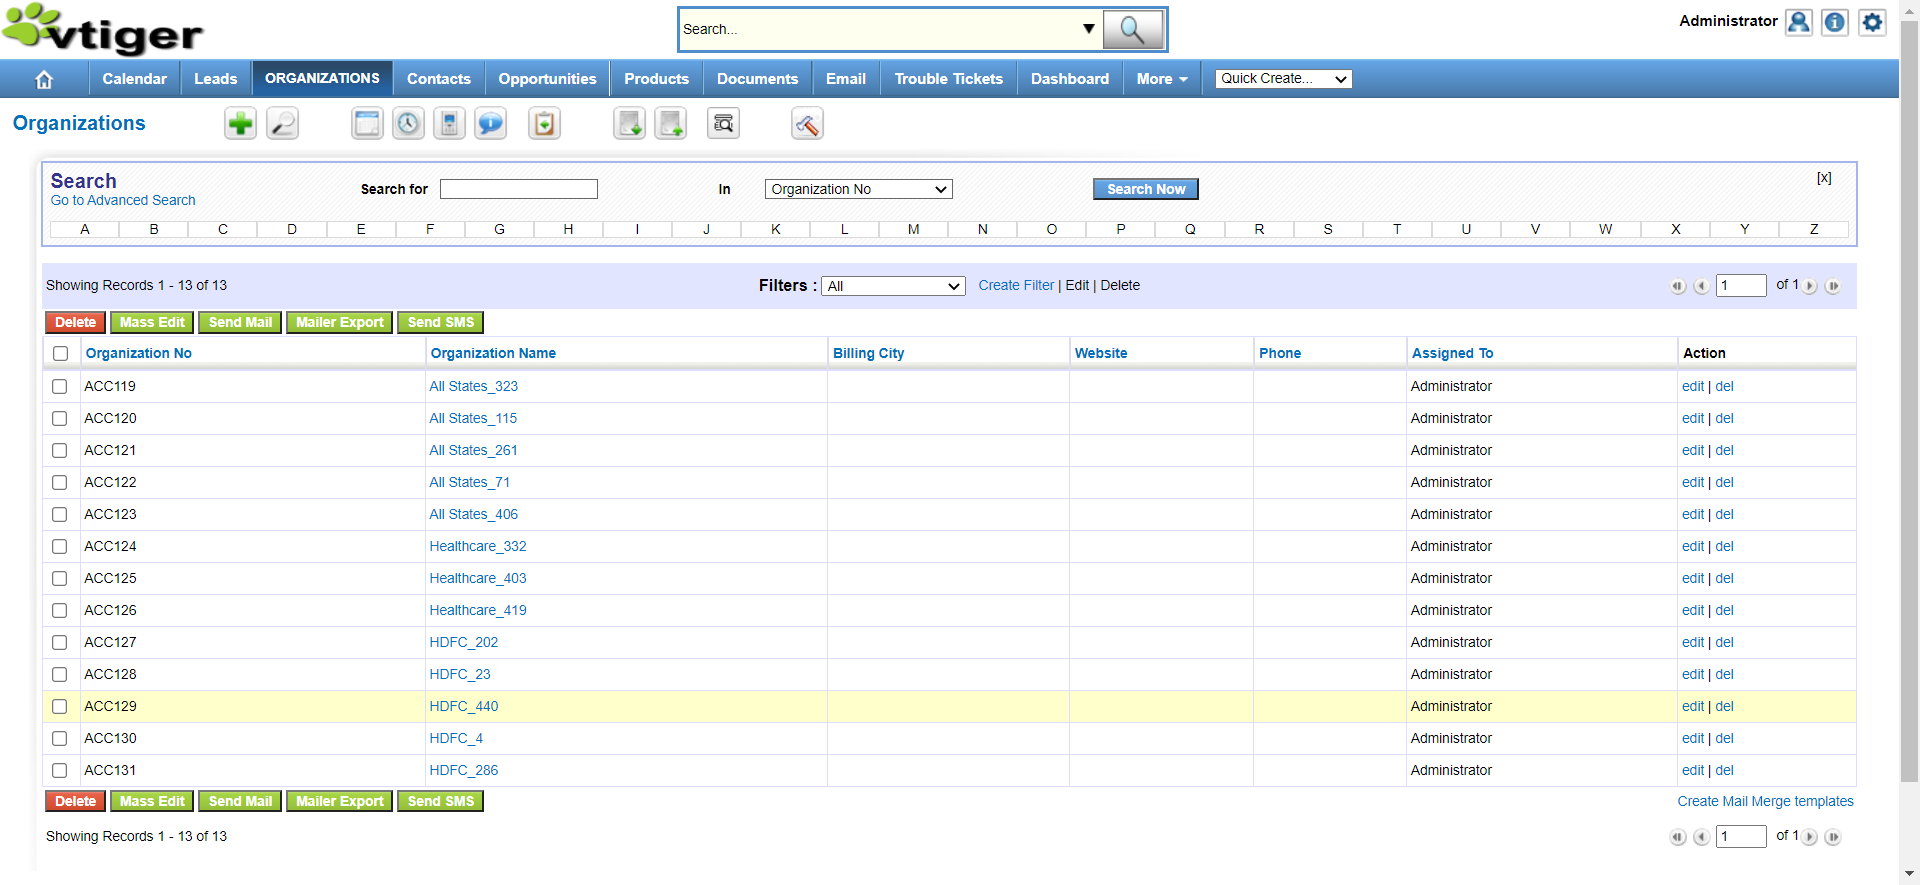 vtiger
Search...
Administrator
Calendar Leads ORGANIZATIONS Contacts Opportunities Products Documents Email Trouble Tickets Dashboard More Quick Create...
Organizations
Search
Go to Advanced Search
Search for In Organization No Search Now [x]
A B C D E F G H I J K L M N O P Q R S T U V W X Y Z
Showing Records 1 - 13 of 13 Filters : All Create Filter | Edit | Delete 1 of 1
Delete Mass Edit Send Mail Mailer Export Send SMS
Organization No Organization Name Billing City Website Phone Assigned To Action
ACC119 All States_323 Administrator edit | del
ACC120 All States_115 Administrator edit | del
ACC121 All States_261 Administrator edit | del
ACC122 All States_71 Administrator edit | del
ACC123 All States_406 Administrator edit | del
ACC124 Healthcare_332 Administrator edit | del
ACC125 Healthcare_403 Administrator edit | del
ACC126 Healthcare_419 Administrator edit | del
ACC127 HDFC_202 Administrator edit | del
ACC128 HDFC_23 Administrator edit | del
ACC129 HDFC_440 Administrator edit | del
ACC130 HDFC_4 Administrator edit | del
ACC131 HDFC_286 Administrator edit | del
Delete Mass Edit Send Mail Mailer Export Send SMS Create Mail Merge templates
Showing Records 1 - 13 of 13 1 of 1